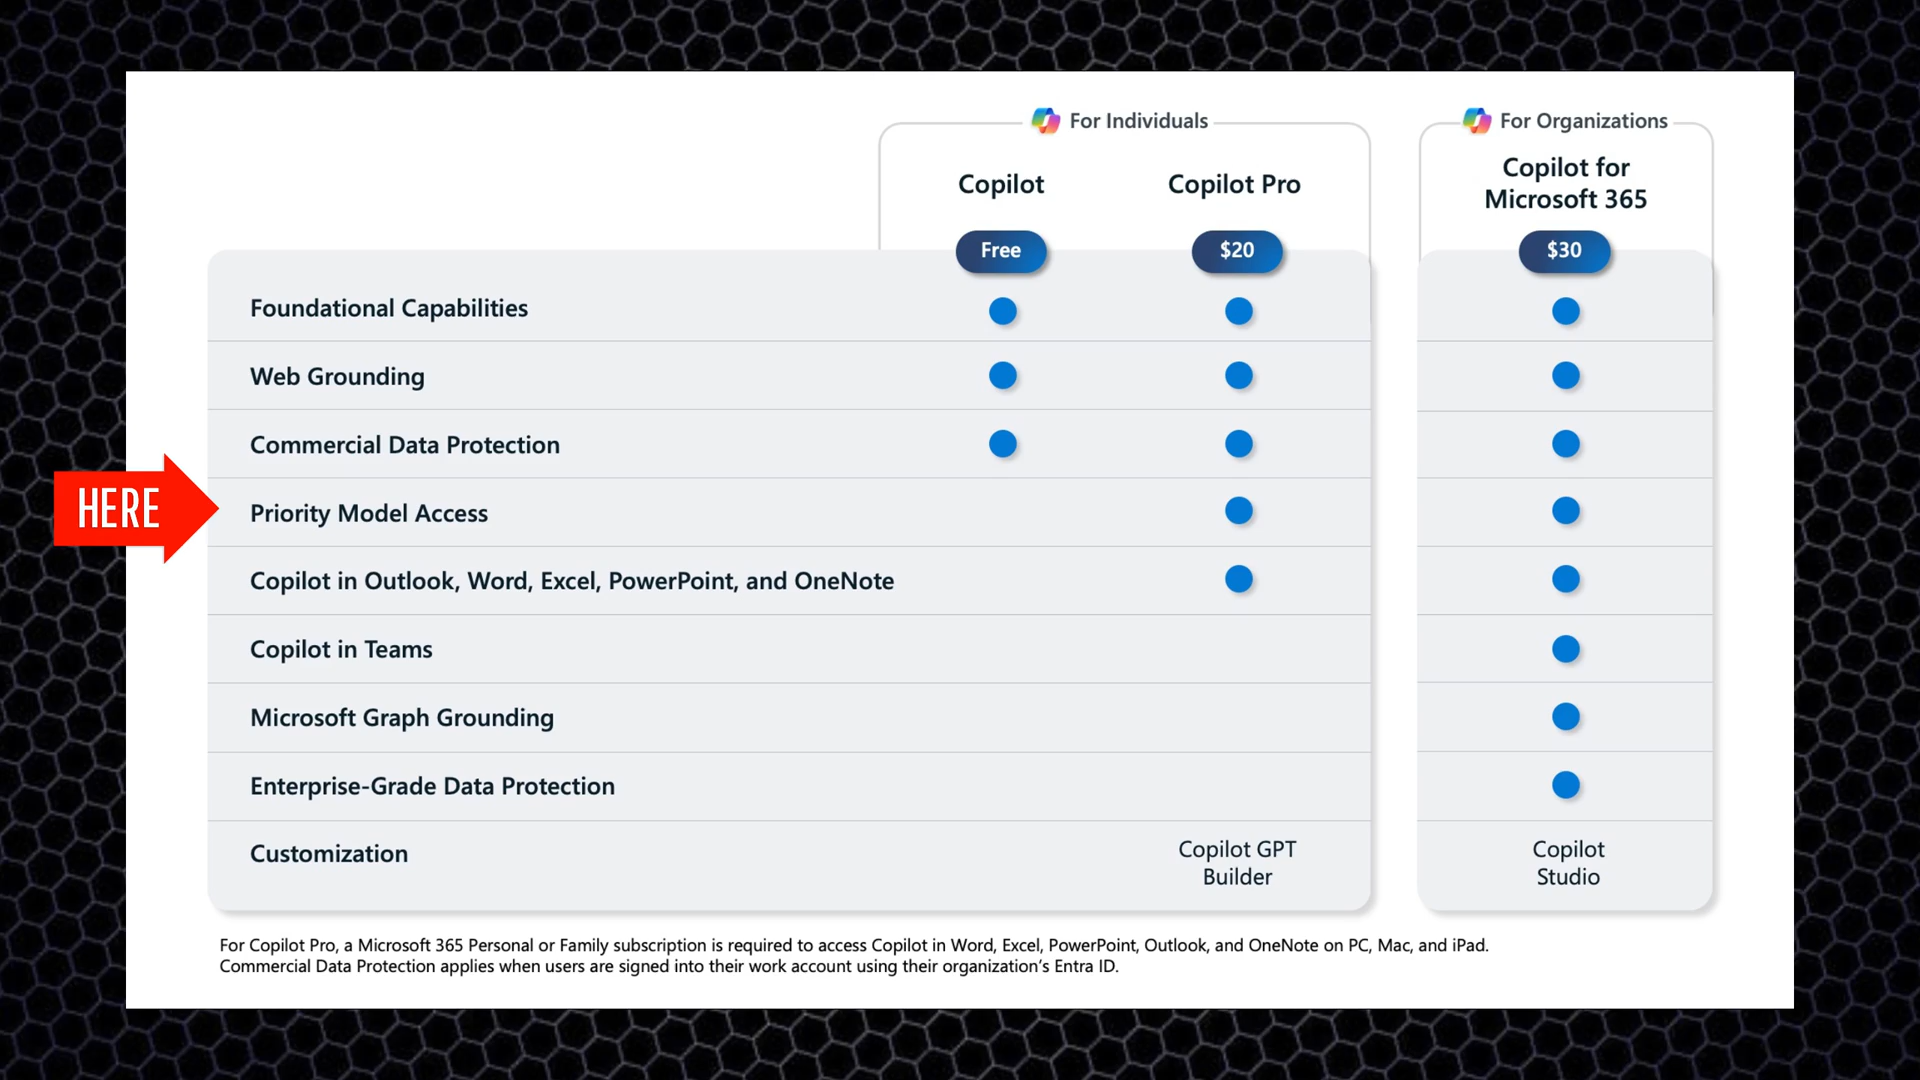 For Individuals
For Organizations
Copilot
Copilot Pro
Copilot for
Microsoft 365
Free
$20
$30
Foundational Capabilities
Web Grounding
Commercial Data Protection
HERE
Priority Model Access
Copilot in Outlook, Word, Excel, PowerPoint, and OneNote
Copilot in Teams
Microsoft Graph Grounding
Enterprise-Grade Data Protection
Customization
Copilot GPT
Builder
Copilot
Studio
For Copilot Pro, a Microsoft 365 Personal or Family subscription is required to access Copilot in Word, Excel, PowerPoint, Outlook, and OneNote on PC, Mac, and iPad.
Commercial Data Protection applies when users are signed into their work account using their organization’s Entra ID.